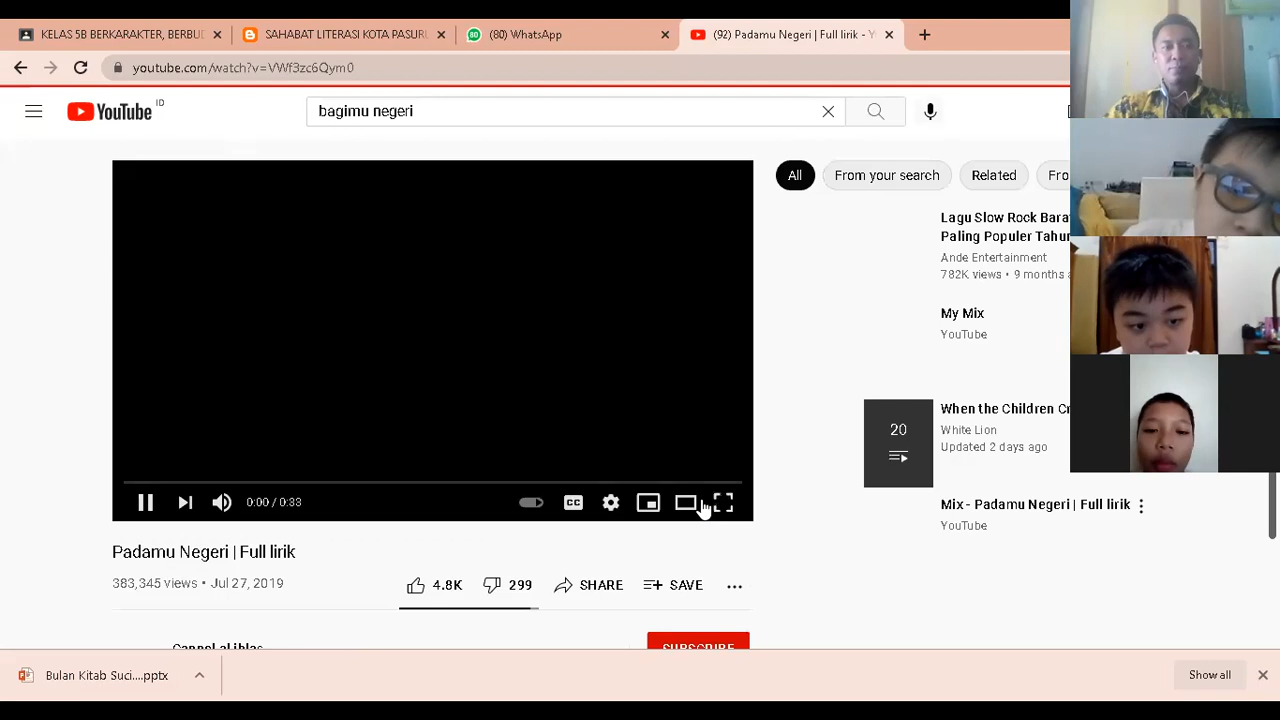 KELAS 5B BERKARAKTER, BERBUD
SAHABAT LITERASI KOTA PASURU
(80) WhatsApp
(92) Padamu Negeri | Full lirik - Y
youtube.com/watch?v=VWf3zc6Qym0
YouTube ID
bagimu negeri
All
From your search
Related
Fro
Lagu Slow Rock Bara
Paling Populer Tahu
Ande Entertainment
782K views • 9 months a
My Mix
YouTube
20
When the Children Cr
White Lion
Updated 2 days ago
Mix - Padamu Negeri | Full lirik
YouTube
CC
0:00 / 0:33
Padamu Negeri | Full lirik
383,345 views • Jul 27, 2019
4.8K
299
SHARE
SAVE
SUBSCRIBE
Bulan Kitab Suci....pptx
Show all